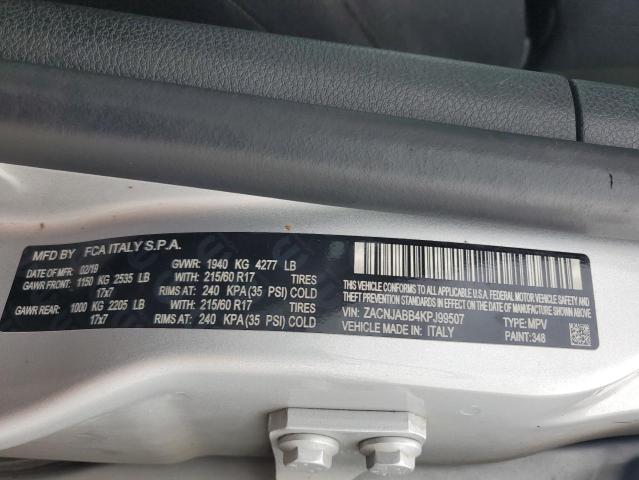 MFD BY FCA ITALY S.P.A.
DATE OF MFR 02/19 GVWR: 1940 KG 4277 LB
GAWR FRONT: 1150 KG 2535 LB WITH: 215/60 R17 TIRES
17x7 RIMS AT: 240 KPA (35 PSI) COLD
GAWR REAR: 1000 KG 2205 LB WITH: 215/60 R17 TIRES
17x7 RIMS AT: 240 KPA (35 PSI) COLD
THIS VEHICLE CONFORMS TO ALL APPLICABLE U.S.A. FEDERAL MOTOR VEHICLE SAFETY
BUMPER AND THEFT PREVENTION STANDARDS IN EFFECT ON THE DATE OF MANUFACTURE SHOWN ABOVE
VIN: ZACNJABB4KPJ99507 TYPE: MPV
VEHICLE MADE IN: ITALY PAINT: 348